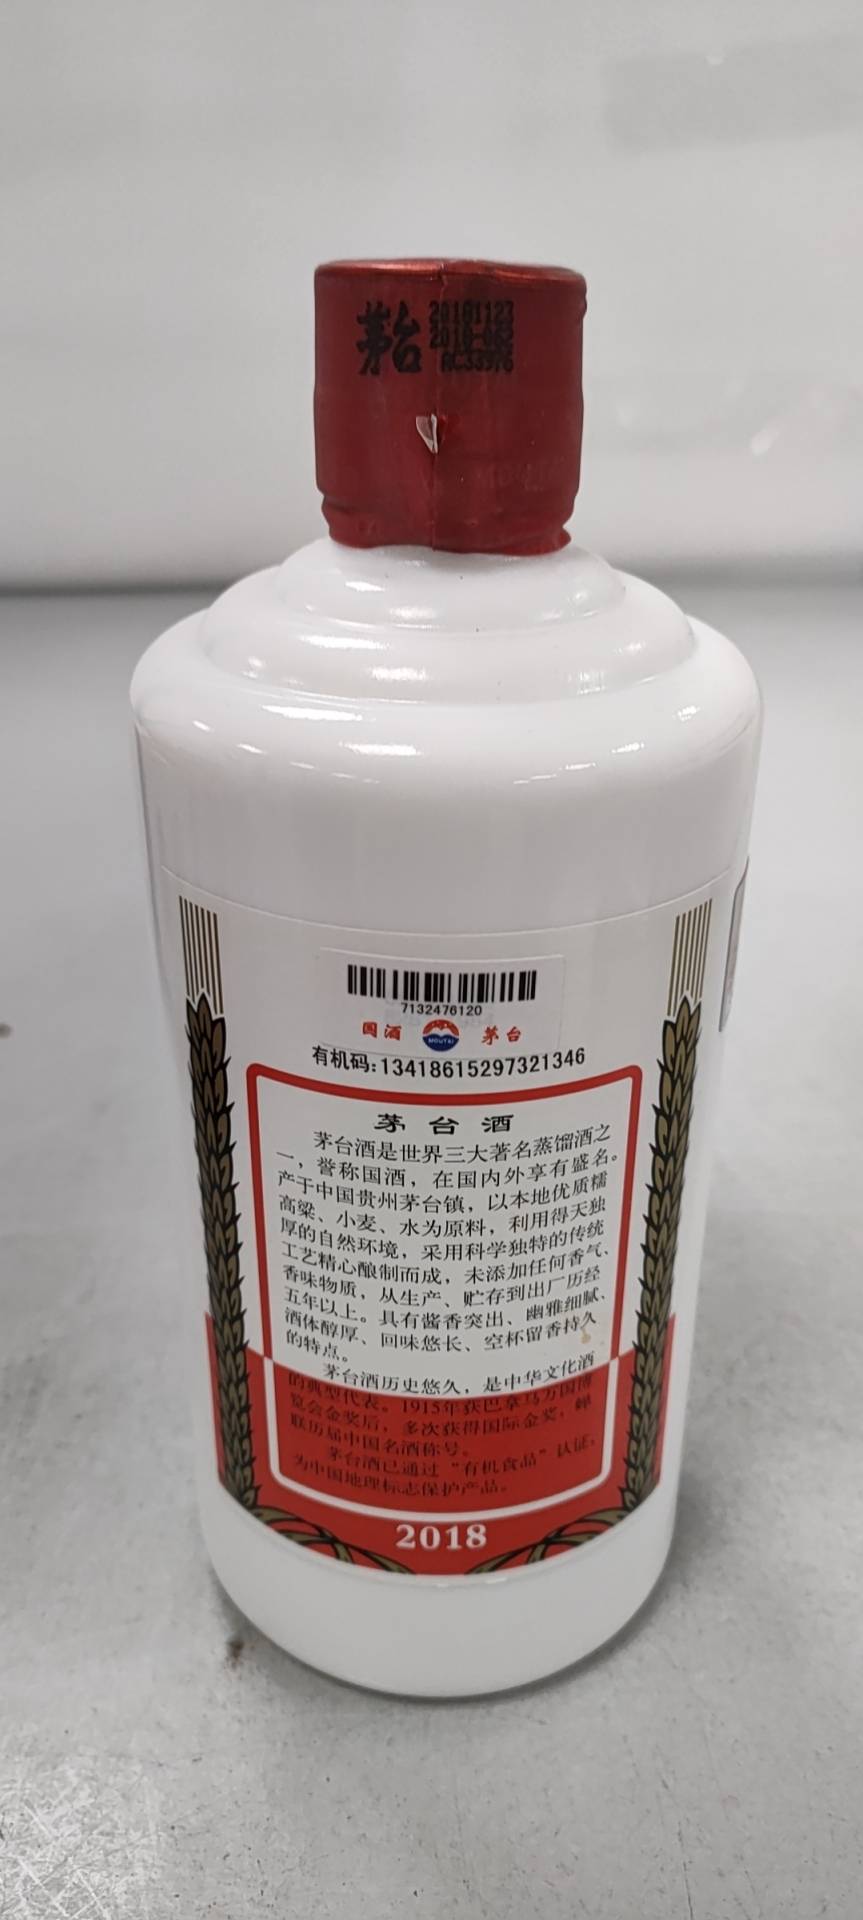 茅台
20181123
2018-082
7132476120
国酒
MOUTAI
茅台
有机码:13418615297321346
茅台酒
茅台酒是世界三大著名蒸馏酒之
一，誉称国酒，在国内外享有盛名。
产于中国贵州茅台镇，以本地优质糯
高粱、小麦、水为原料，利用得天独
厚的自然环境，采用科学独特的传统
工艺精心酿制而成，未添加任何香气、
香味物质，从生产、贮存到出厂历经
五年以上。具有酱香突出、幽雅细腻、
酒体醇厚、回味悠长、空杯留香持久
的特点。
茅台酒历史悠久，是中华文化酒
的典型代表。1915年获巴拿马万国博
览会金奖后，多次获得国际金奖，蝉
联历届中国名酒称号。
茅台酒已通过“有机食品”认证，
为中国地理标志保护产品。
2018